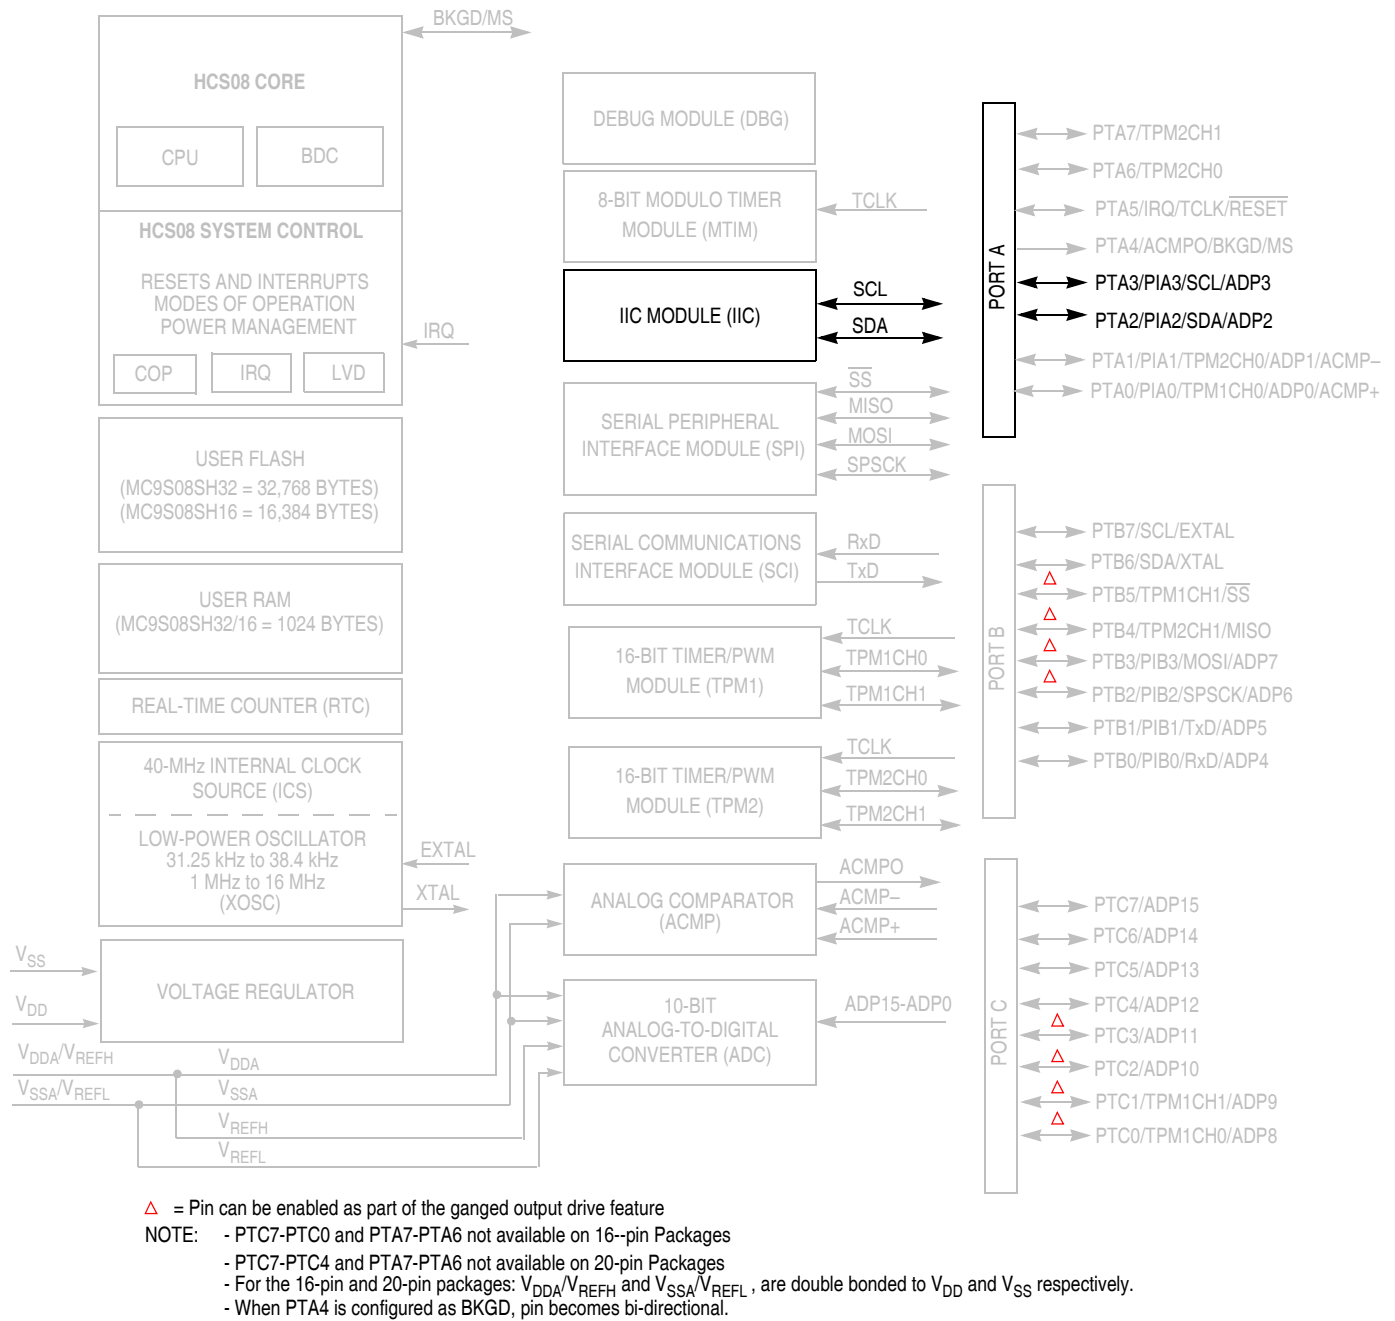 BKGD/MS
HCS08 CORE
CPU
BDC
HCS08 SYSTEM CONTROL
RESETS AND INTERRUPTS
MODES OF OPERATION
POWER MANAGEMENT
IRQ
COP
IRQ
LVD
USER FLASH
(MC9S08SH32 = 32,768 BYTES)
(MC9S08SH16 = 16,384 BYTES)
USER RAM
(MC9S08SH32/16 = 1024 BYTES)
REAL-TIME COUNTER (RTC)
40-MHz INTERNAL CLOCK
SOURCE (ICS)
LOW-POWER OSCILLATOR
31.25 kHz to 38.4 kHz
1 MHz to 16 MHz
(XOSC)
EXTAL
XTAL
VSS
VDD
VOLTAGE REGULATOR
VDDA/VREFH
VDDA
VSSA/VREFL
VSSA
VREFH
VREFL
DEBUG MODULE (DBG)
8-BIT MODULO TIMER
MODULE (MTIM)
TCLK
IIC MODULE (IIC)
SCL
SDA
SERIAL PERIPHERAL
INTERFACE MODULE (SPI)
SS
MISO
MOSI
SPSCK
SERIAL COMMUNICATIONS
INTERFACE MODULE (SCI)
RxD
TxD
16-BIT TIMER/PWM
MODULE (TPM1)
TCLK
TPM1CH0
TPM1CH1
16-BIT TIMER/PWM
MODULE (TPM2)
TCLK
TPM2CH0
TPM2CH1
ANALOG COMPARATOR
(ACMP)
ACMPO
ACMP–
ACMP+
10-BIT
ANALOG-TO-DIGITAL
CONVERTER (ADC)
ADP15-ADP0
PORT A
PTA7/TPM2CH1
PTA6/TPM2CH0
PTA5/IRQ/TCLK/RESET
PTA4/ACMPO/BKGD/MS
PTA3/PIA3/SCL/ADP3
PTA2/PIA2/SDA/ADP2
PTA1/PIA1/TPM2CH0/ADP1/ACMP–
PTA0/PIA0/TPM1CH0/ADP0/ACMP+
PORT B
PTB7/SCL/EXTAL
PTB6/SDA/XTAL
PTB5/TPM1CH1/SS
PTB4/TPM2CH1/MISO
PTB3/PIB3/MOSI/ADP7
PTB2/PIB2/SPSCK/ADP6
PTB1/PIB1/TxD/ADP5
PTB0/PIB0/RxD/ADP4
PORT C
PTC7/ADP15
PTC6/ADP14
PTC5/ADP13
PTC4/ADP12
PTC3/ADP11
PTC2/ADP10
PTC1/TPM1CH1/ADP9
PTC0/TPM1CH0/ADP8
Δ = Pin can be enabled as part of the ganged output drive feature
NOTE: - PTC7-PTC0 and PTA7-PTA6 not available on 16--pin Packages
- PTC7-PTC4 and PTA7-PTA6 not available on 20-pin Packages
- For the 16-pin and 20-pin packages: VDDA/VREFH and VSSA/VREFL , are double bonded to VDD and VSS respectively.
- When PTA4 is configured as BKGD, pin becomes bi-directional.